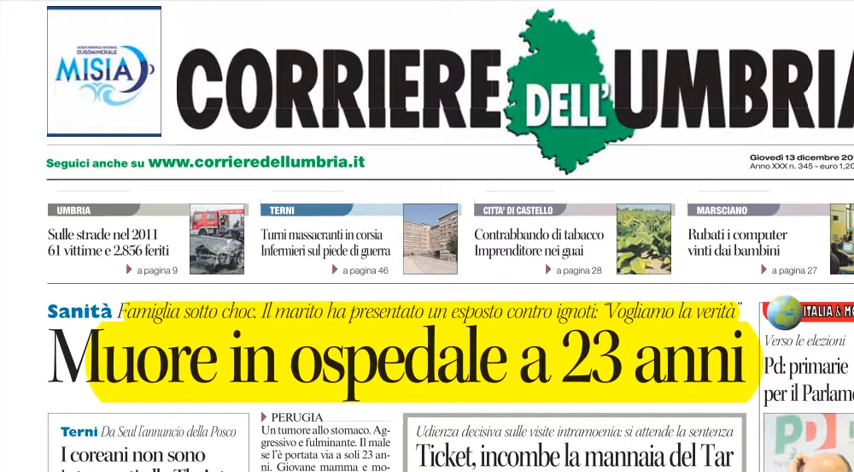 ACQUA MINERALE NATURALE
OLIGOMINERALE
MISIA
CORRIERE DELL'UMBRIA
Seguici anche su www.corrieredellumbria.it
Giovedì 13 dicembre 201
Anno XXX n. 345 - euro 1,20
UMBRIA
Sulle strade nel 2011
61 vittime e 2.856 feriti
a pagina 9
TERNI
Turni massacranti in corsia
Infermieri sul piede di guerra
a pagina 46
CITTA' DI CASTELLO
Contrabbando di tabacco
Imprenditore nei guai
a pagina 28
MARSCIANO
Rubati i computer
vinti dai bambini
a pagina 27
Sanità Famiglia sotto choc. Il marito ha presentato un esposto contro ignoti: "Vogliamo la verità"
Muore in ospedale a 23 anni
Terni Da Seul l'annuncio della Posco
I coreani non sono
PERUGIA
Un tumore allo stomaco. Ag-
gressivo e fulminante. Il male
se l'è portata via a soli 23 an-
ni. Giovane mamma e mo-
Udienza decisiva sulle visite intramoenia: si attende la sentenza
Ticket, incombe la mannaia del Tar
ITALIA & MO
Verso le elezioni
Pd: primarie
per il Parlame
PD